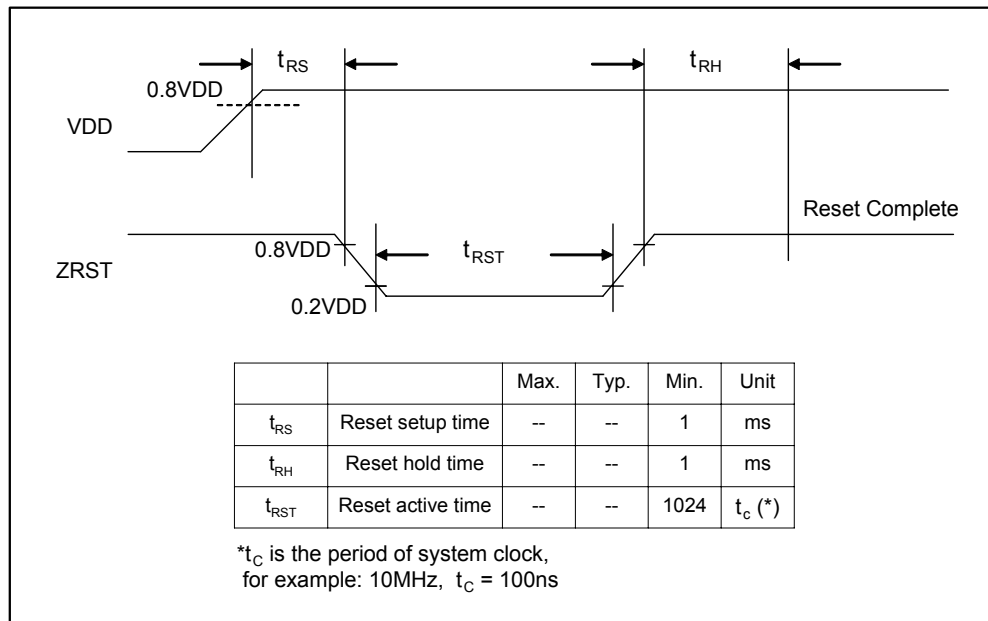 tRS
tRH
0.8VDD
VDD
Reset Complete
0.8VDD
tRST
ZRST
0.2VDD
Max. Typ. Min. Unit
tRS Reset setup time -- -- 1 ms
tRH Reset hold time -- -- 1 ms
tRST Reset active time -- -- 1024 tc (*)
*tC is the period of system clock,
for example: 10MHz, tC = 100ns